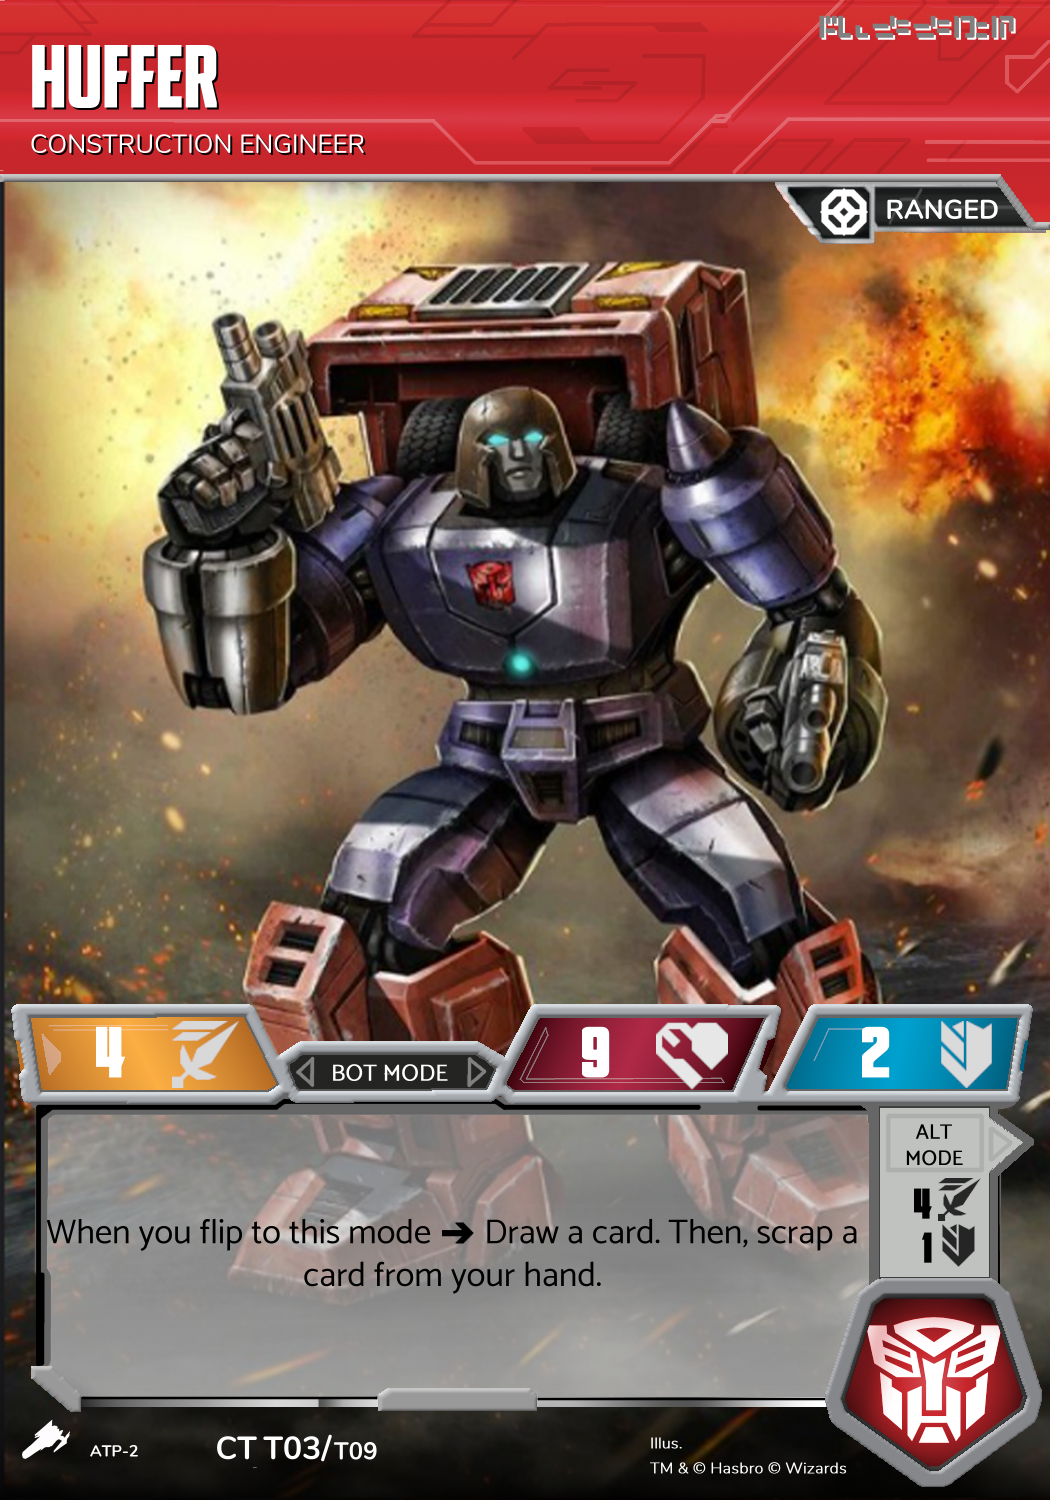 HUFFER
CONSTRUCTION ENGINEER
RANGED
4
BOT MODE
9
2
ALT
MODE
4
1
When you flip to this mode ➔ Draw a card. Then, scrap a
card from your hand.
ATP-2
CT T03/T09
Illus.
TM & © Hasbro © Wizards